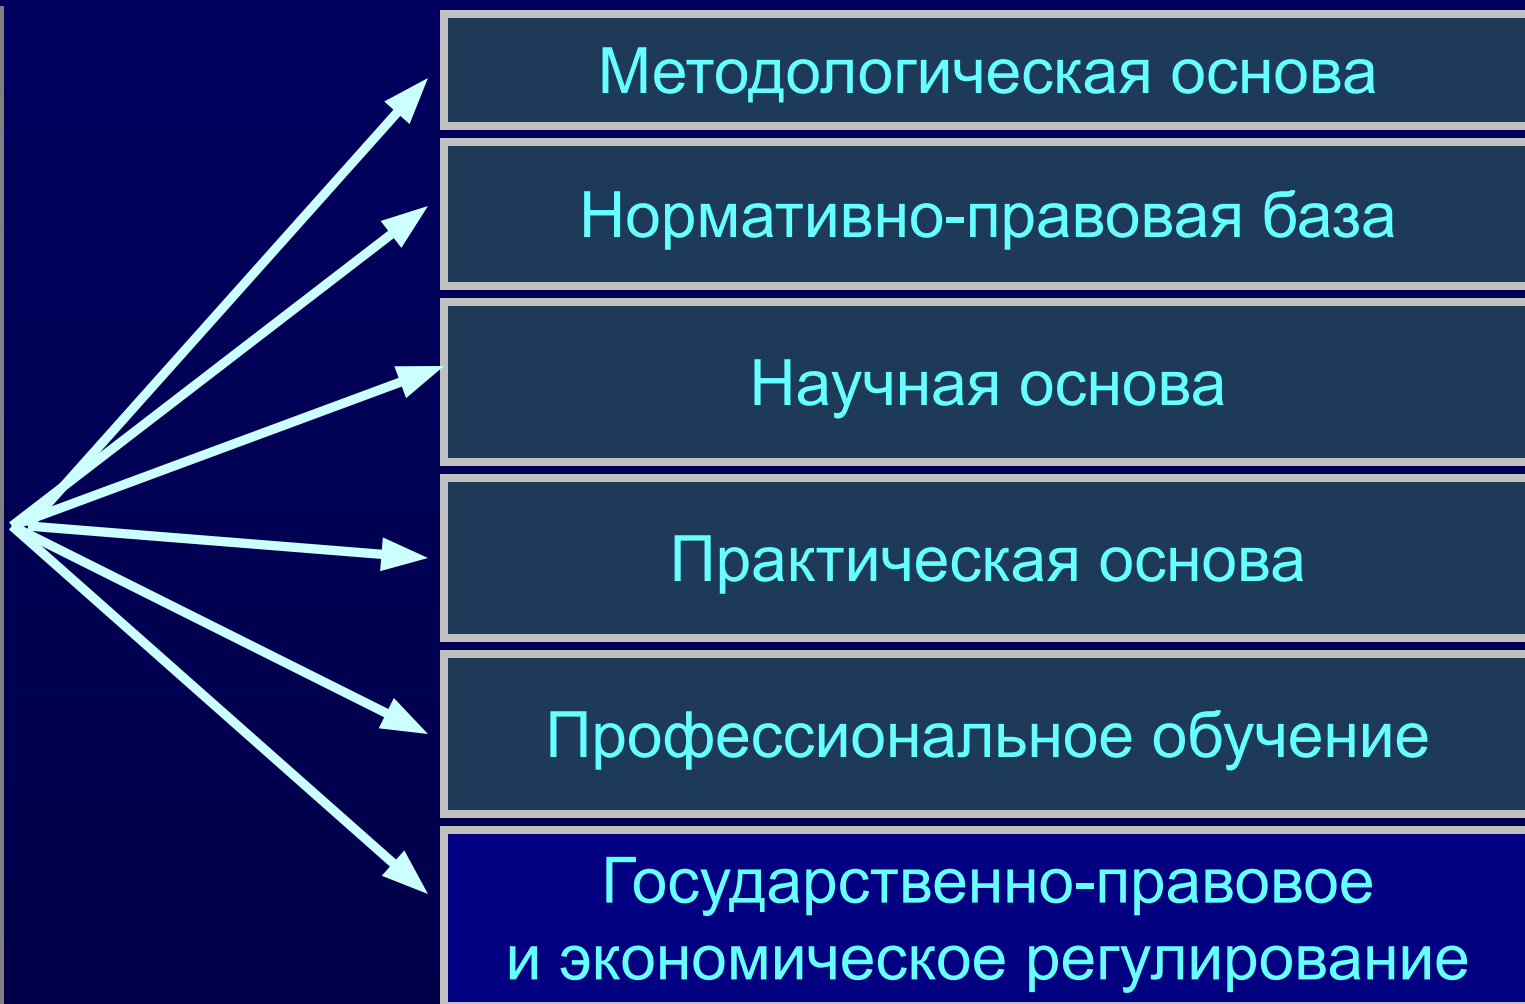 Методологическая основа
Нормативно-правовая база
Научная основа
Практическая основа
Профессиональное обучение
Государственно-правовое
и экономическое регулирование